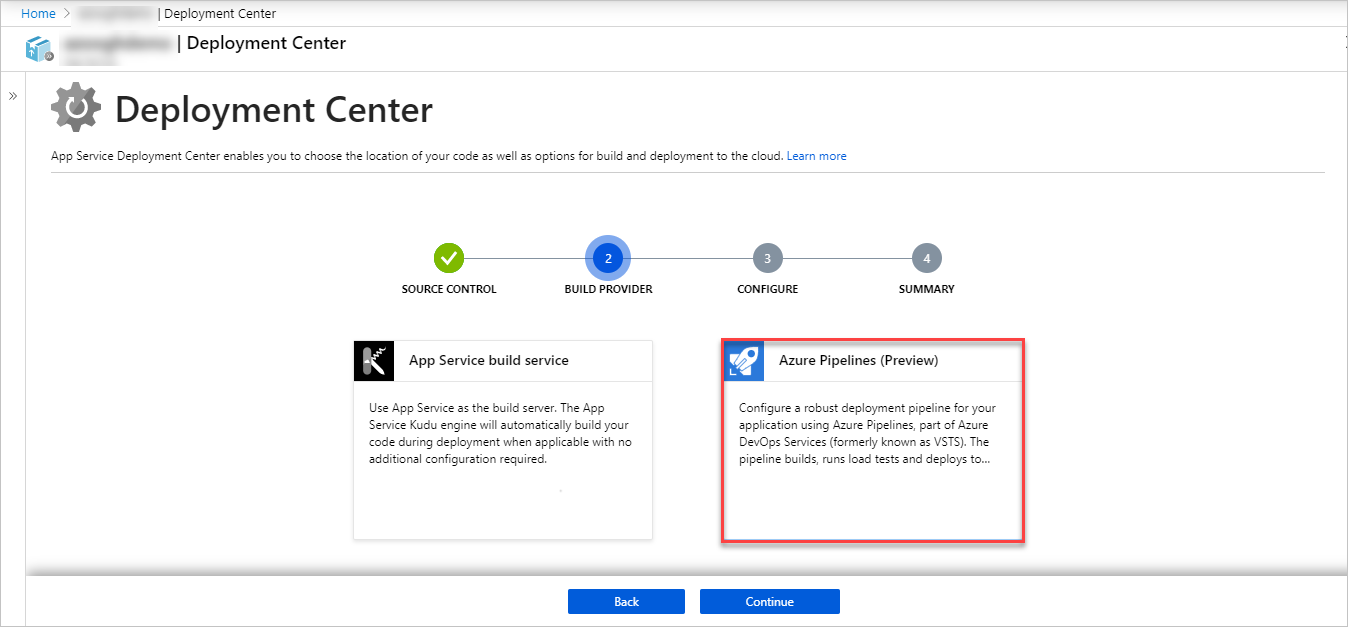 Home > | Deployment Center
| Deployment Center
»
Deployment Center
App Service Deployment Center enables you to choose the location of your code as well as options for build and deployment to the cloud. Learn more
2 3 4
SOURCE CONTROL BUILD PROVIDER CONFIGURE SUMMARY
App Service build service
Use App Service as the build server. The App
Service Kudu engine will automatically build your
code during deployment when applicable with no
additional configuration required.
Azure Pipelines (Preview)
Configure a robust deployment pipeline for your
application using Azure Pipelines, part of Azure
DevOps Services (formerly known as VSTS). The
pipeline builds, runs load tests and deploys to...
Back Continue